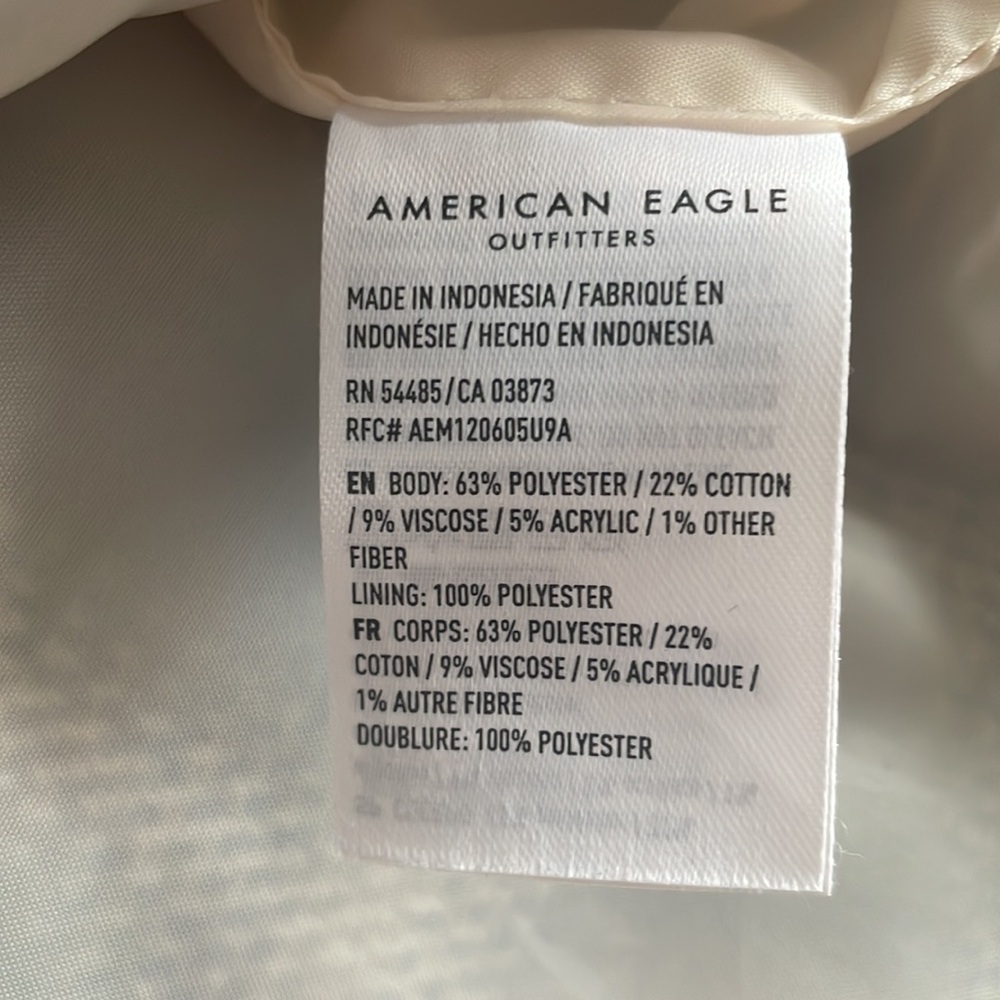 AMERICAN EAGLE
OUTFITTERS
MADE IN INDONESIA / FABRIQUÉ EN
INDONÉSIE / HECHO EN INDONESIA
RN 54485/CA 03873
RFC# AEM120605U9A
EN BODY: 63% POLYESTER / 22% COTTON
/ 9% VISCOSE / 5% ACRYLIC / 1% OTHER
FIBER
LINING: 100% POLYESTER
FR CORPS: 63% POLYESTER / 22%
COTON / 9% VISCOSE / 5% ACRYLIQUE /
1% AUTRE FIBRE
DOUBLURE: 100% POLYESTER